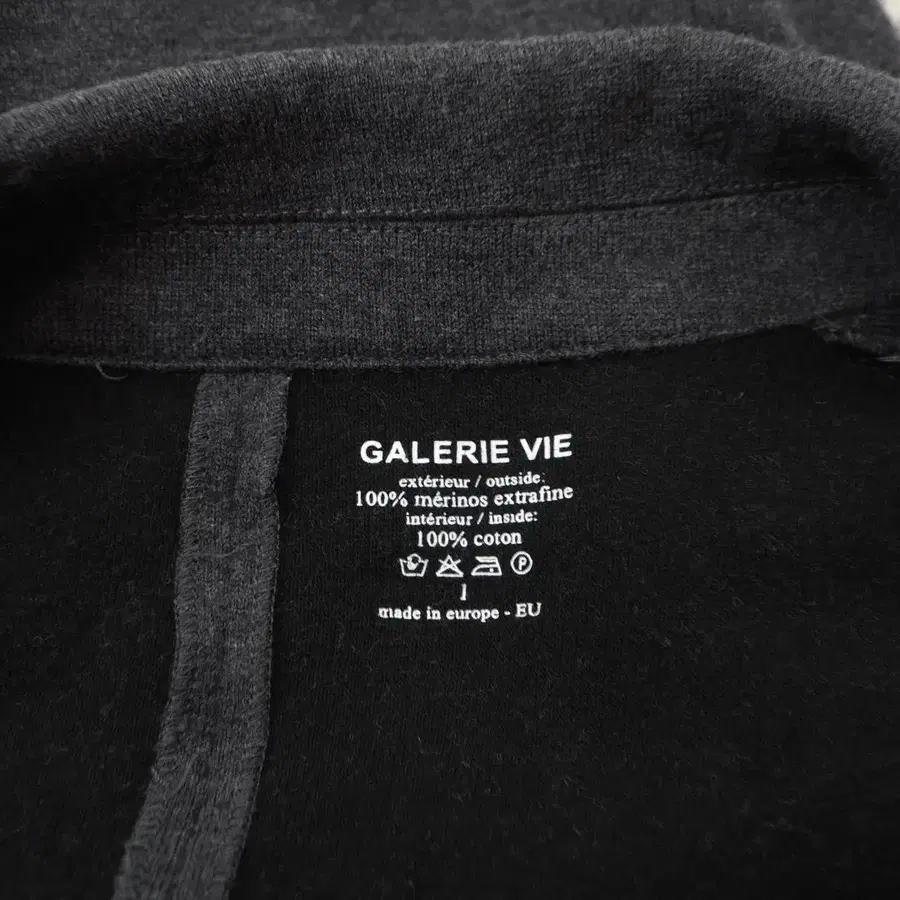 GALERIE VIE
extérieur / outside:
100% mérinos extrafine
intérieur / inside:
100% coton
P
1
made in europe - EU